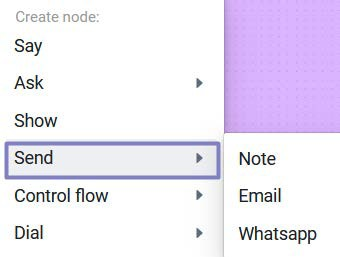 Create node:
Say
Ask
Show
Send
Control flow
Dial
Note
Email
Whatsapp